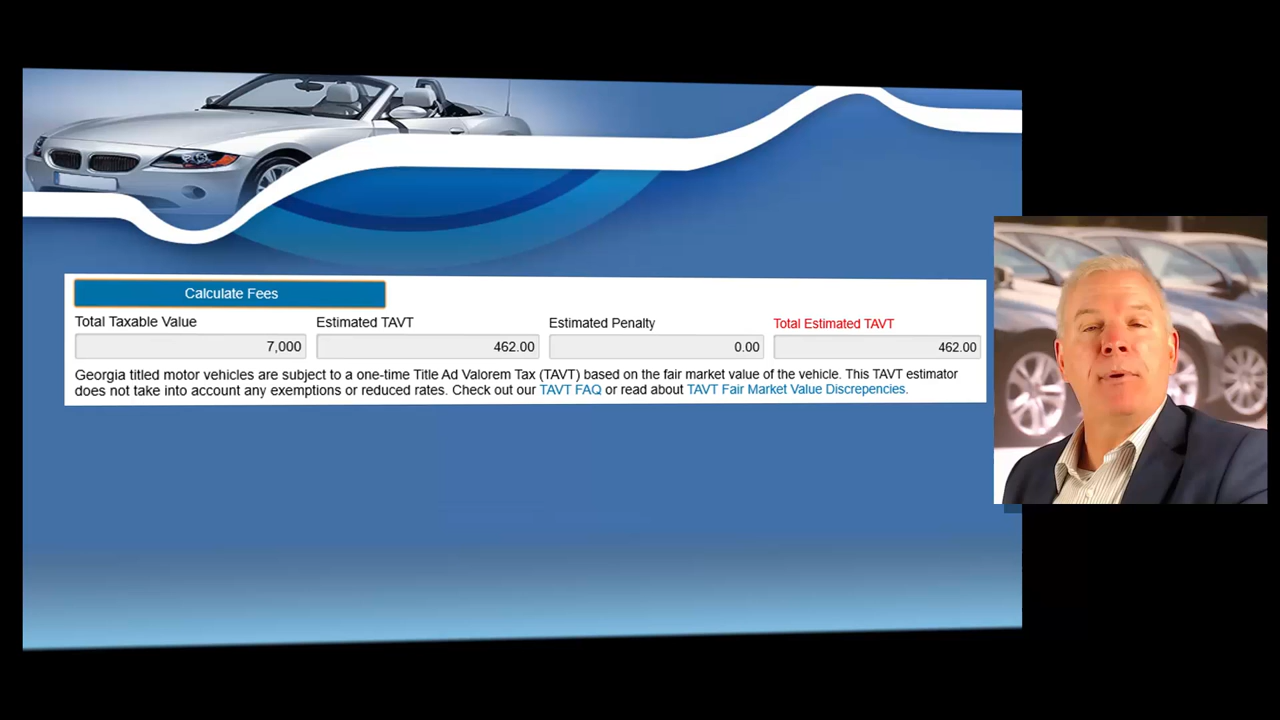 Calculate Fees
Total Taxable Value Estimated TAVT Estimated Penalty Total Estimated TAVT
7,000 462.00 0.00 462.00
Georgia titled motor vehicles are subject to a one-time Title Ad Valorem Tax (TAVT) based on the fair market value of the vehicle. This TAVT estimator
does not take into account any exemptions or reduced rates. Check out our TAVT FAQ or read about TAVT Fair Market Value Discrepencies.